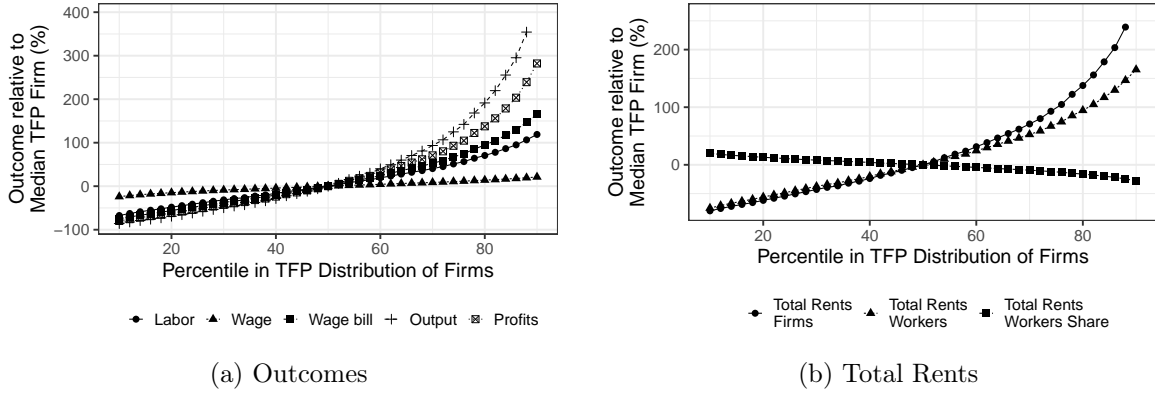 Outcome relative to
Median TFP Firm (%)
400
300
200
100
0
−100
20
40
60
80
Percentile in TFP Distribution of Firms
Labor
Wage
Wage bill
Output
Profits
(a) Outcomes
Outcome relative to
Median TFP Firm (%)
200
100
0
20
40
60
80
Percentile in TFP Distribution of Firms
Total Rents
Firms
Total Rents
Workers
Total Rents
Workers Share
(b) Total Rents